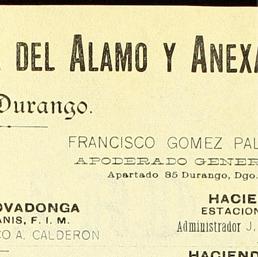 DEL ALAMO Y ANEXA
Durango.
FRANCISCO GOMEZ PAL
APODERADO GENER
Apartado 85 Durango, Dgo.
OVADONGA
ANIS, F. I. M.
CO A. CALDERON
HACIE
ESTACION
Administrador J.
HACIEND